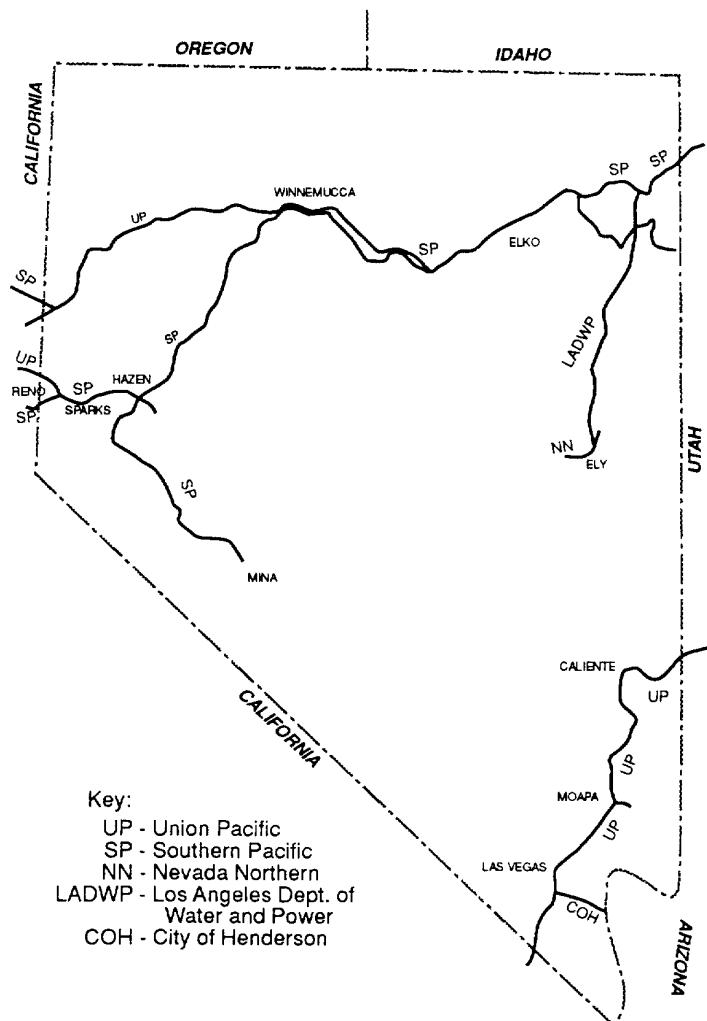 OREGON
IDAHO
CALIFORNIA
SP
SP
WINNEMUCCA
UP
SP
ELKO
SP
SP
LADWP
UP
HAZEN
RENO
SP
SPARKS
SP
UTAH
NN
ELY
SP
MINA
CALIENTE
UP
CALIFORNIA
UP
MOAPA
UP
LAS VEGAS
COH
ARIZONA
Key:
UP - Union Pacific
SP - Southern Pacific
NN - Nevada Northern
LADWP - Los Angeles Dept. of
Water and Power
COH - City of Henderson